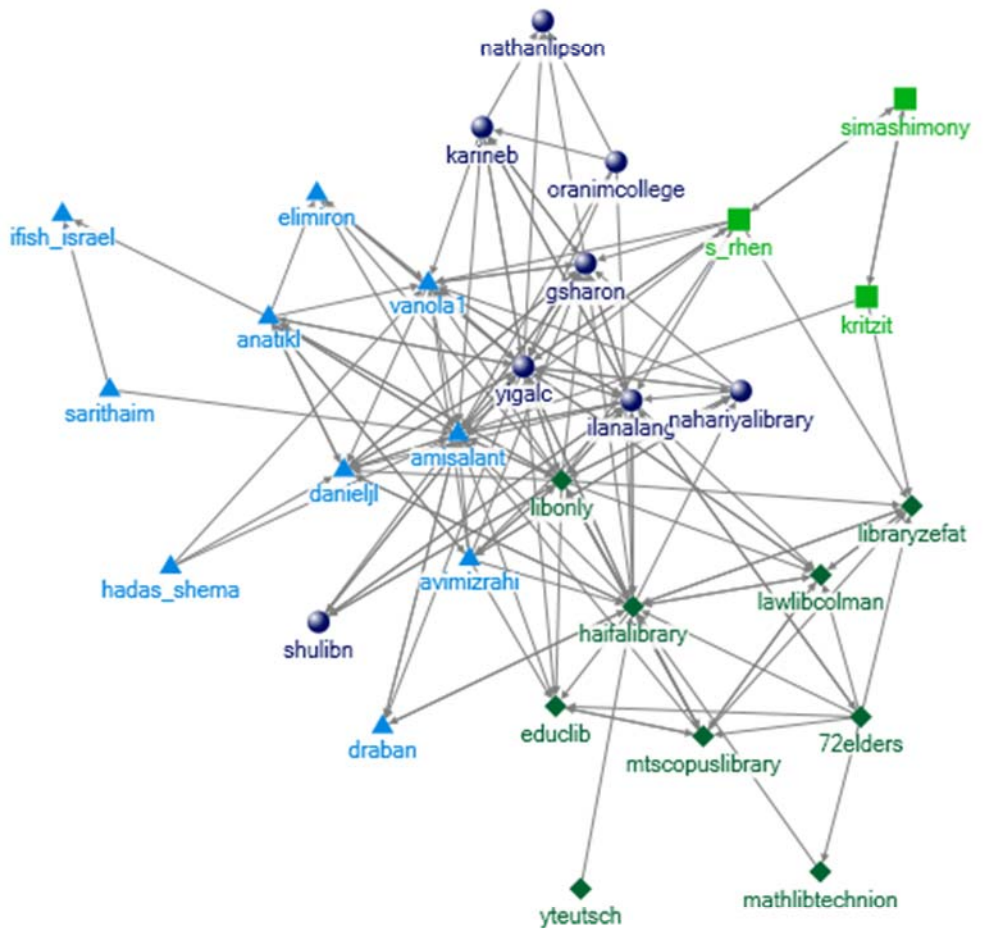 nathanlipson
simashimony
karineb
oranimcollege
elimiron
ifish_israel
s_rhen
gsharon
vanola1
kritzit
anatikl
yigalc
sarithaim
nahariyalibrary
ilanalang
amisalant
danieljl
libonly
libraryzefat
hadas_shema
avimizrahi
lawlibcolman
haifalibrary
shulibn
educlib
72elders
draban
mtscopuslibrary
mathlibtechnion
yteutsch